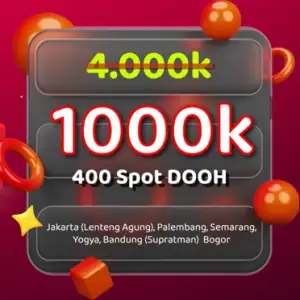 4.000k
1000k
400 Spot DOOH
Jakarta (Lenteng Agung), Palembang, Semarang,
Yogya, Bandung (Supratman) Bogor